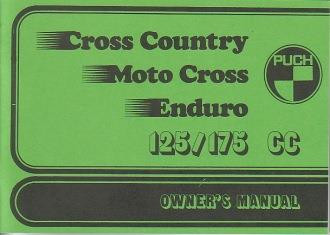 Cross Country
Moto Cross
Enduro
PUCH
125/175 CC
OWNER'S MANUAL